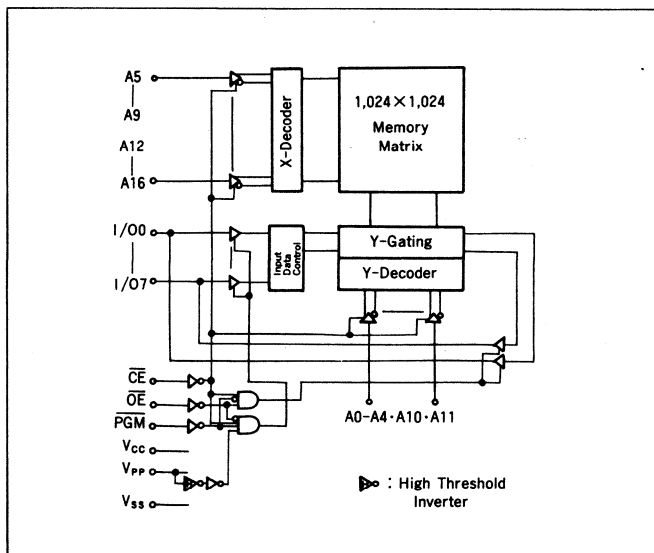 A5
A9
A12
A16
I/O0
I/O7
X-Decoder
1,024×1,024
Memory
Matrix
Input
Data
Control
Y-Gating
Y-Decoder
CE
OE
PGM
VCC
VPP
VSS
A0-A4·A10·A11
: High Threshold
Inverter